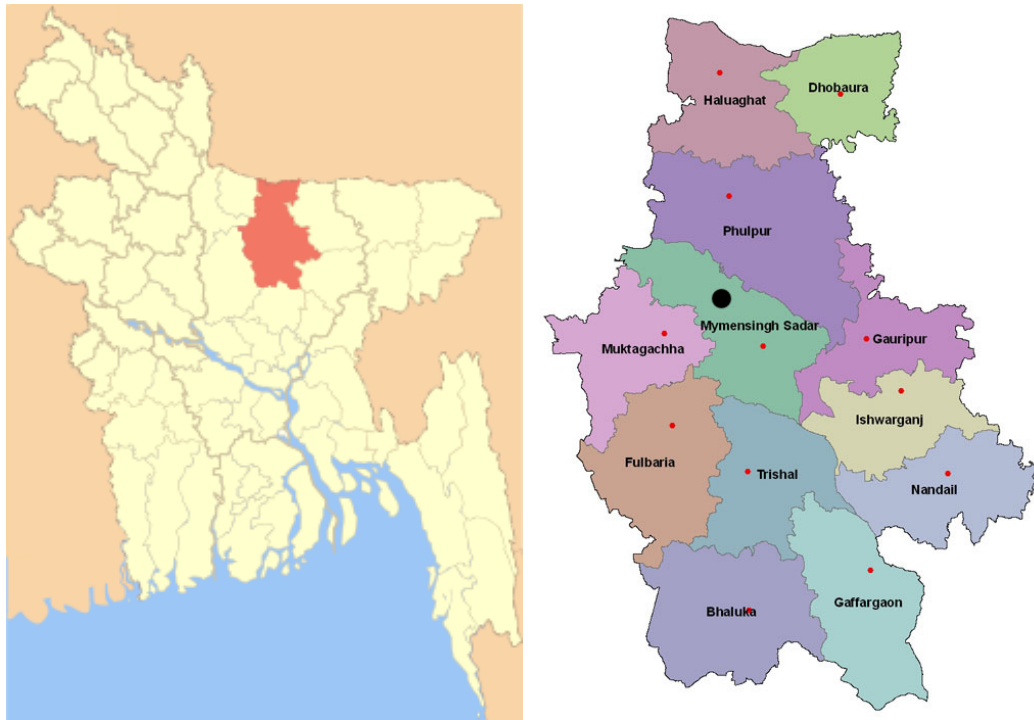 Haluaghat
Dhobaura
Phulpur
Mymensingh Sadar
Muktagachha
Gauripur
Ishwarganj
Fulbaria
Trishal
Nandail
Bhaluka
Gaffargaon